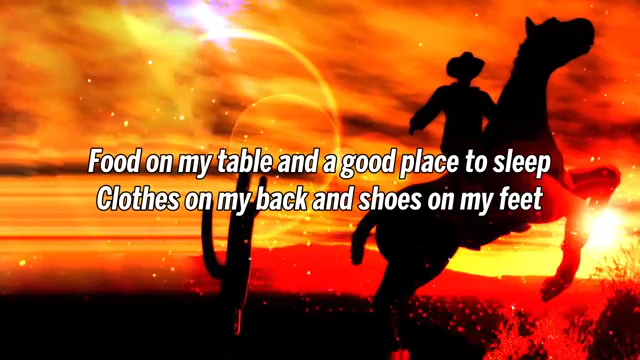 Food on my table and a good place to sleep
Clothes on my back and shoes on my feet